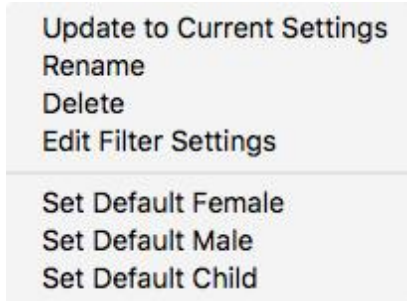 Update to Current Settings
Rename
Delete
Edit Filter Settings
Set Default Female
Set Default Male
Set Default Child